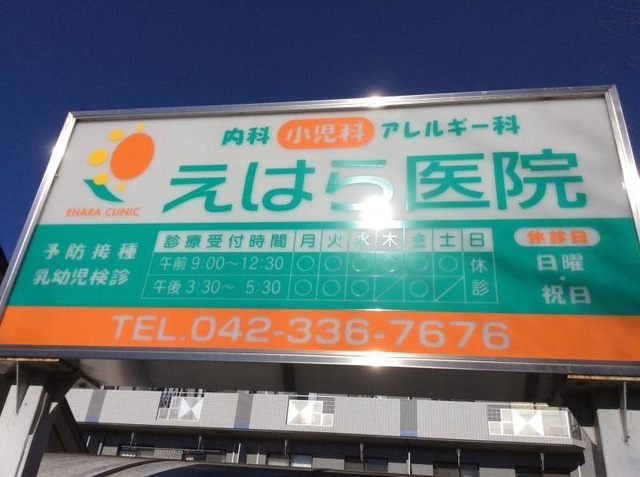 内科 小児科 アレルギー科
えはら医院
EHARA CLINIC
予防接種
乳幼児検診
診療受付時間 月 火 水 木 金 土 日
午前 9:00〜12:30 ○ ○ ○ ○ ○ ○ 休診
午後 3:30〜 5:30 ○ ○ ○ / ○ /
休診日
日曜・祝日
TEL.042-336-7676